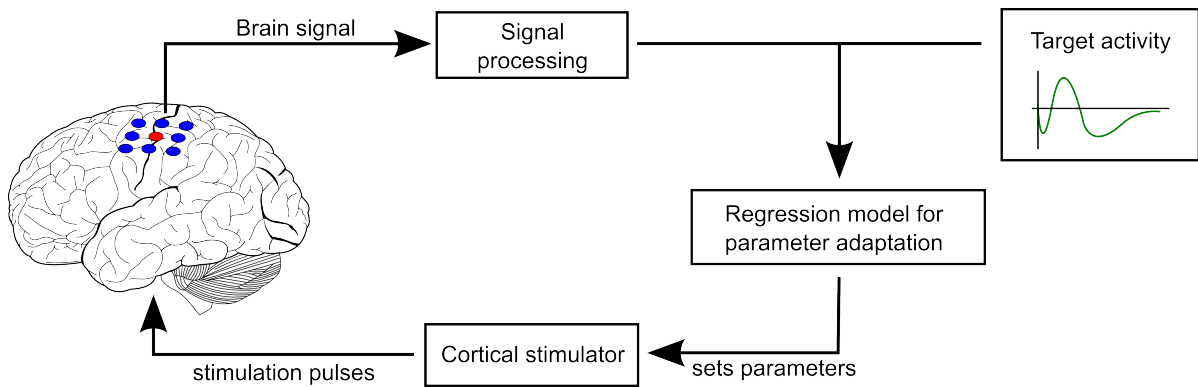 Brain signal
Signal
processing
Target activity
Regression model for
parameter adaptation
sets parameters
Cortical stimulator
stimulation pulses